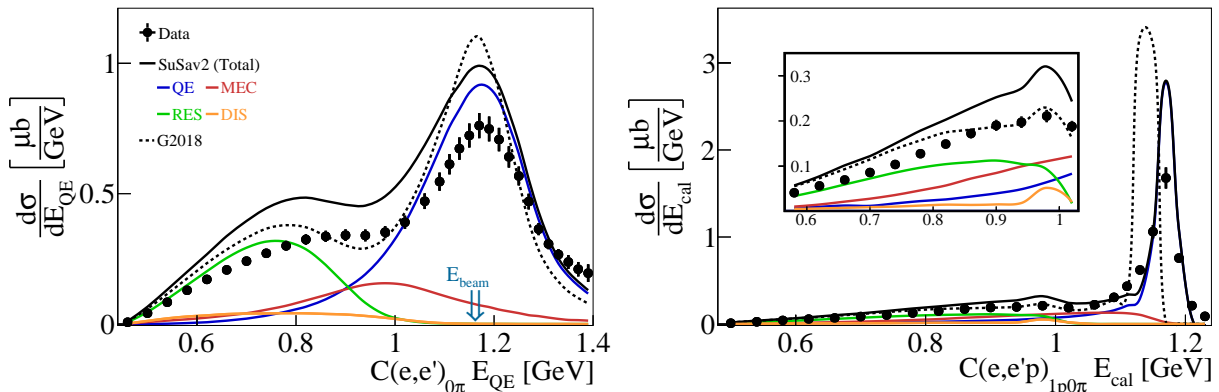 Data
SuSav2 (Total)
QE MEC
RES DIS
G2018
dσ/dE_QE [μb/GeV]
1
0.5
0
E_beam
0.6 0.8 1 1.2 1.4
C(e,e')_0π E_QE [GeV]
dσ/dE_cal [μb/GeV]
3
2
1
0
0.3
0.2
0.1
0.6 0.7 0.8 0.9 1
0.6 0.8 1 1.2
C(e,e'p)_1p0π E_cal [GeV]